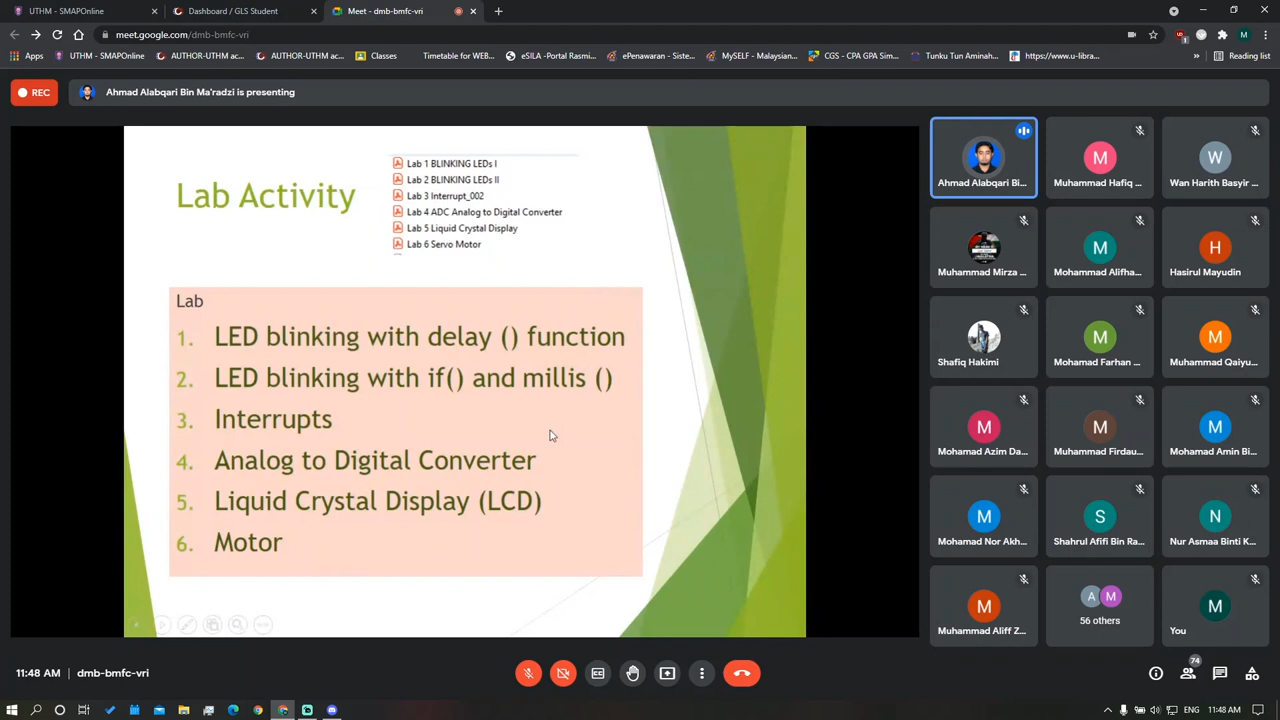 UTHM - SMAPOnline
Dashboard / GLS Student
Meet - dmb-bmfc-vri
meet.google.com/dmb-bmfc-vri
Apps
UTHM - SMAPOnline
AUTHOR-UTHM ac...
AUTHOR-UTHM ac...
Classes
Timetable for WEB...
eSILA -Portal Rasmi...
ePenawaran - Siste...
MySELF - Malaysian...
CGS - CPA GPA Sim...
Tunku Tun Aminah...
https://www.u-libra...
Reading list
REC
Ahmad Alabqari Bin Ma'radzi is presenting
Lab Activity
Lab 1 BLINKING LEDs I
Lab 2 BLINKING LEDs II
Lab 3 Interrupt_002
Lab 4 ADC Analog to Digital Converter
Lab 5 Liquid Crystal Display
Lab 6 Servo Motor
Lab
1. LED blinking with delay () function
2. LED blinking with if() and millis ()
3. Interrupts
4. Analog to Digital Converter
5. Liquid Crystal Display (LCD)
6. Motor
Ahmad Alabqari Bi...
M
Muhammad Hafiq ...
W
Wan Harith Basyir ...
Muhammad Mirza ...
M
Mohammad Alifha...
H
Hasirul Mayudin
Shafiq Hakimi
M
Mohamad Farhan ...
M
Muhammad Qaiyu...
M
Mohamad Azim Da...
M
Muhammad Firdau...
M
Mohamad Amin Bi...
M
Mohamad Nor Akh...
S
Shahrul Afifi Bin Ra...
N
Nur Asmaa Binti K...
M
Muhammad Aliff Z...
A M
56 others
M
You
11:48 AM | dmb-bmfc-vri
74
11:48 AM